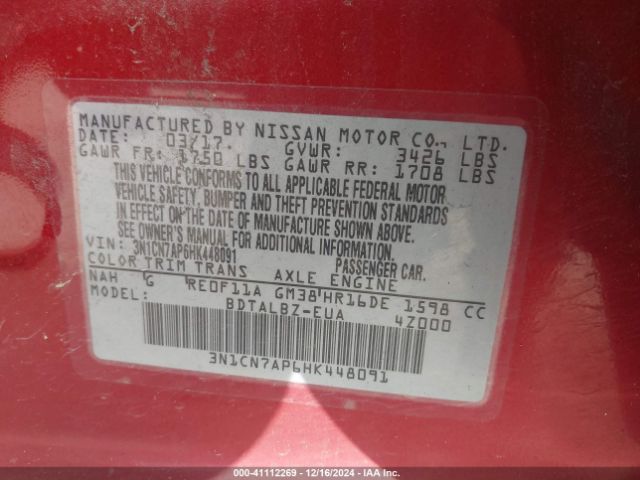 MANUFACTURED BY NISSAN MOTOR CO., LTD.
DATE: 03/17. GVWR: 3426 LBS
GAWR FR: 1750 LBS GAWR RR: 1708 LBS
THIS VEHICLE CONFORMS TO ALL APPLICABLE FEDERAL MOTOR
VEHICLE SAFETY, BUMPER AND THEFT PREVENTION STANDARDS
IN EFFECT ON THE DATE OF MANUFACTURE SHOWN ABOVE.
SEE OWNER'S MANUAL FOR ADDITIONAL INFORMATION.
VIN: 3N1CN7AP6HK448091 PASSENGER CAR.
COLOR TRIM TRANS AXLE ENGINE
NAH G RE0F11A GM38 HR16DE 1598 CC
MODEL: BDTALBZ-EUA 4Z000
3N1CN7AP6HK448091
000-41112269 - 12/16/2024 - IAA Inc.